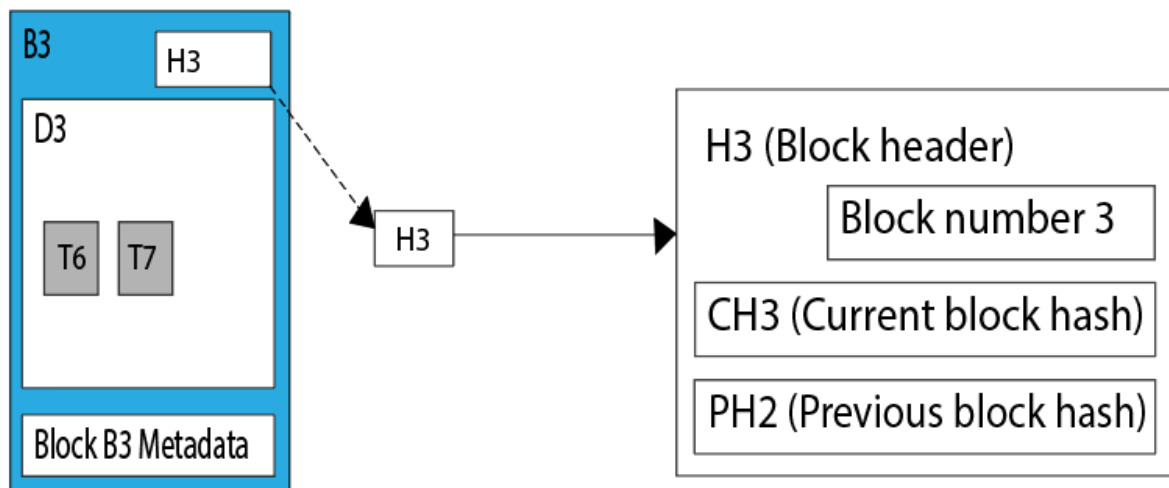 B3
H3
D3
T6 T7
Block B3 Metadata
H3
H3 (Block header)
Block number 3
CH3 (Current block hash)
PH2 (Previous block hash)